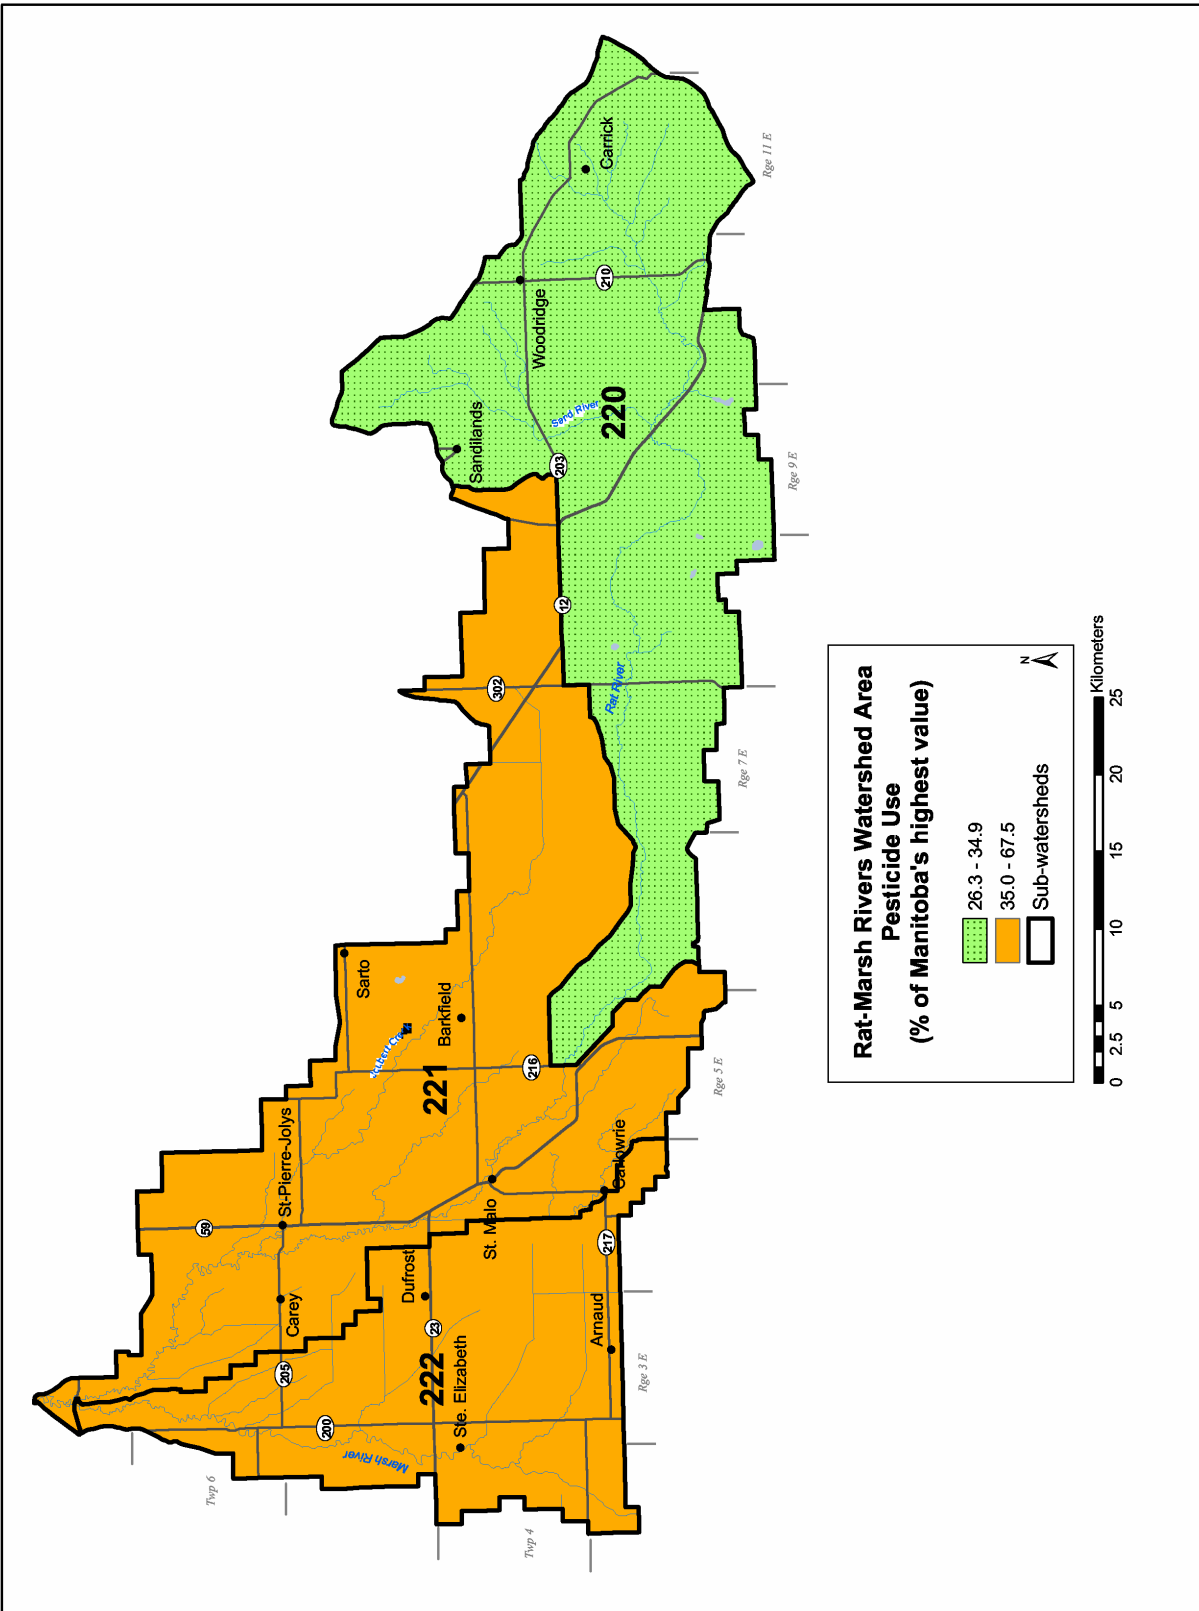 Carrick
Rge 11 E
210
Woodridge
Sandilands
Sand River
220
203
Rge 9 E
12
302
Rat River
Rge 7 E
Sarto
Barkfield
221
216
Rge 5 E
St-Pierre-Jolys
59
St. Malo
Carlowrie
217
Carey
Dufrost
23
222
Ste. Elizabeth
Arnaud
205
200
Marsh River
Rge 3 E
Twp 6
Twp 4
Rat-Marsh Rivers Watershed Area
Pesticide Use
(% of Manitoba's highest value)
26.3 - 34.9
35.0 - 67.5
Sub-watersheds
N
0 2.5 5 10 15 20 25
Kilometers